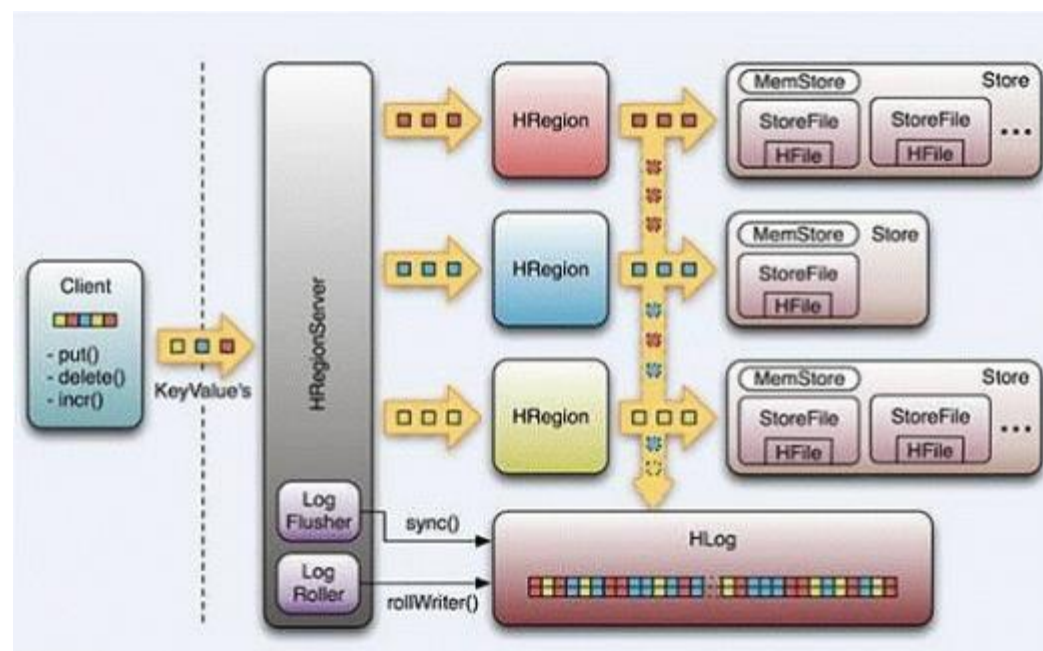 Client
- put()
- delete()
- incr()
KeyValue's
HRegionServer
Log
Flusher
Log
Roller
sync()
rollWriter()
HRegion
MemStore
Store
StoreFile
HFile
StoreFile
HFile
...
HRegion
MemStore
Store
StoreFile
HFile
HRegion
MemStore
Store
StoreFile
HFile
StoreFile
HFile
...
HLog